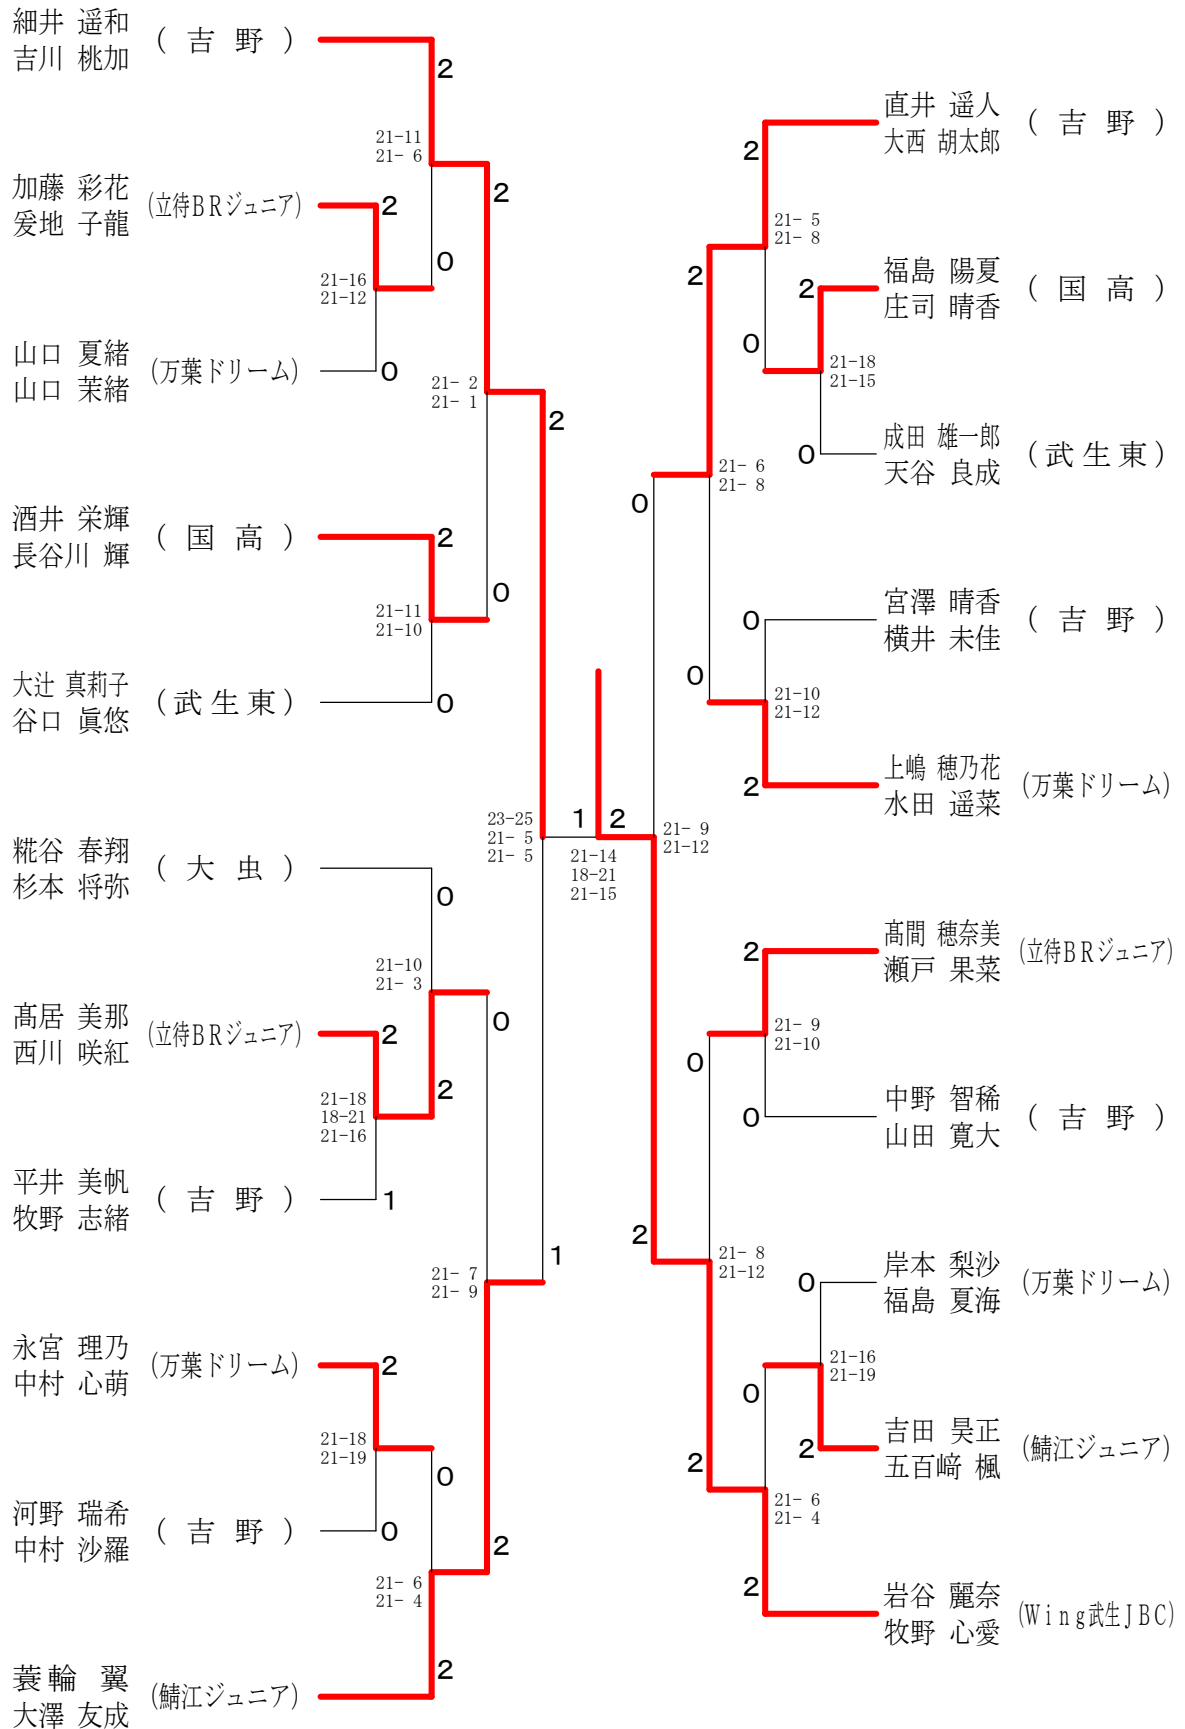 細井 遥和
吉川 桃加
( 吉 野 )
2
21-11
21- 6
2
加藤 彩花
爰地 子龍
(立待BRジュニア)
2
0
21-16
21-12
山口 夏緒
山口 茉緒
(万葉ドリーム)
0
21- 2
21- 1
2
酒井 栄輝
長谷川 輝
( 国 高 )
2
0
21-11
21-10
大辻 真莉子
谷口 眞悠
( 武 生 東 )
0
23-25
21- 5
21- 5
糀谷 春翔
杉本 将弥
( 大 虫 )
0
21-10
21- 3
0
髙居 美那
西川 咲紅
(立待BRジュニア)
2
2
21-18
18-21
21-16
平井 美帆
牧野 志緒
( 吉 野 )
1
21- 7
21- 9
1
永宮 理乃
中村 心萌
(万葉ドリーム)
2
21-18
21-19
0
河野 瑞希
中村 沙羅
( 吉 野 )
0
2
21- 6
21- 4
蓑輪 翼
大澤 友成
(鯖江ジュニア)
2
1
2
21-14
18-21
21-15
直井 遥人
大西 胡太郎
( 吉 野 )
2
21- 5
21- 8
2
福島 陽夏
庄司 晴香
( 国 高 )
2
0
21-18
21-15
成田 雄一郎
天谷 良成
( 武 生 東 )
0
21- 6
21- 8
0
宮澤 晴香
横井 未佳
( 吉 野 )
0
0
21-10
21-12
上嶋 穂乃花
水田 遥菜
(万葉ドリーム)
2
21- 9
21-12
髙間 穂奈美
瀬戸 果菜
(立待BRジュニア)
2
21- 9
21-10
0
中野 智稀
山田 寛大
( 吉 野 )
0
2
21- 8
21-12
岸本 梨沙
福島 夏海
(万葉ドリーム)
0
21-16
21-19
0
吉田 昊正
五百﨑 楓
(鯖江ジュニア)
2
2
21- 6
21- 4
岩谷 麗奈
牧野 心愛
(Wing武生JBC)
2